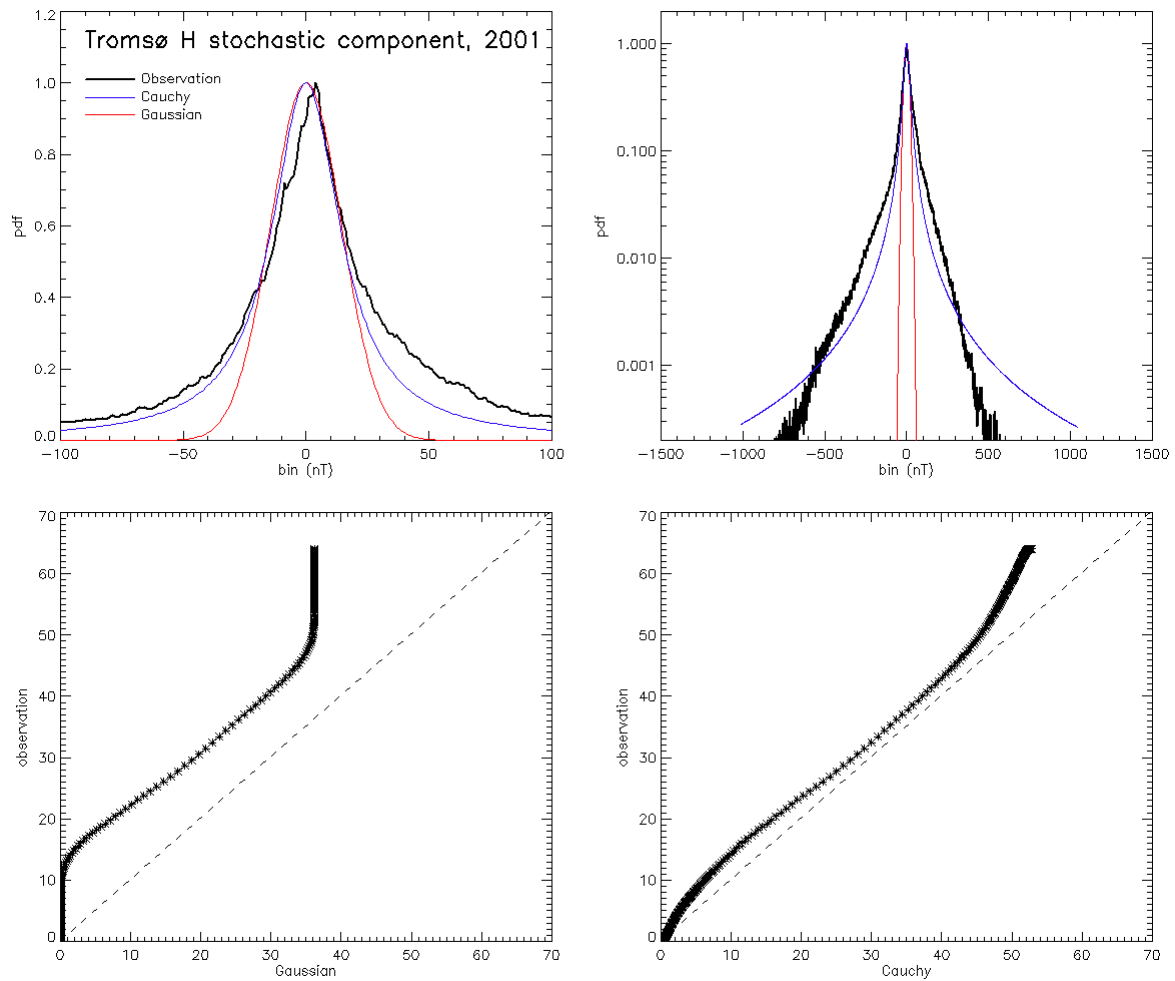 Tromsø H stochastic component, 2001
Observation
Cauchy
Gaussian
1.2
1.0
0.8
0.6
0.4
0.2
0.0
pdf
−100 −50 0 50 100
bin (nT)
1.000
0.100
0.010
0.001
pdf
−1500 −1000 −500 0 500 1000 1500
bin (nT)
70
60
50
40
30
20
10
0
observation
0 10 20 30 40 50 60 70
Gaussian
70
60
50
40
30
20
10
0
observation
0 10 20 30 40 50 60 70
Cauchy